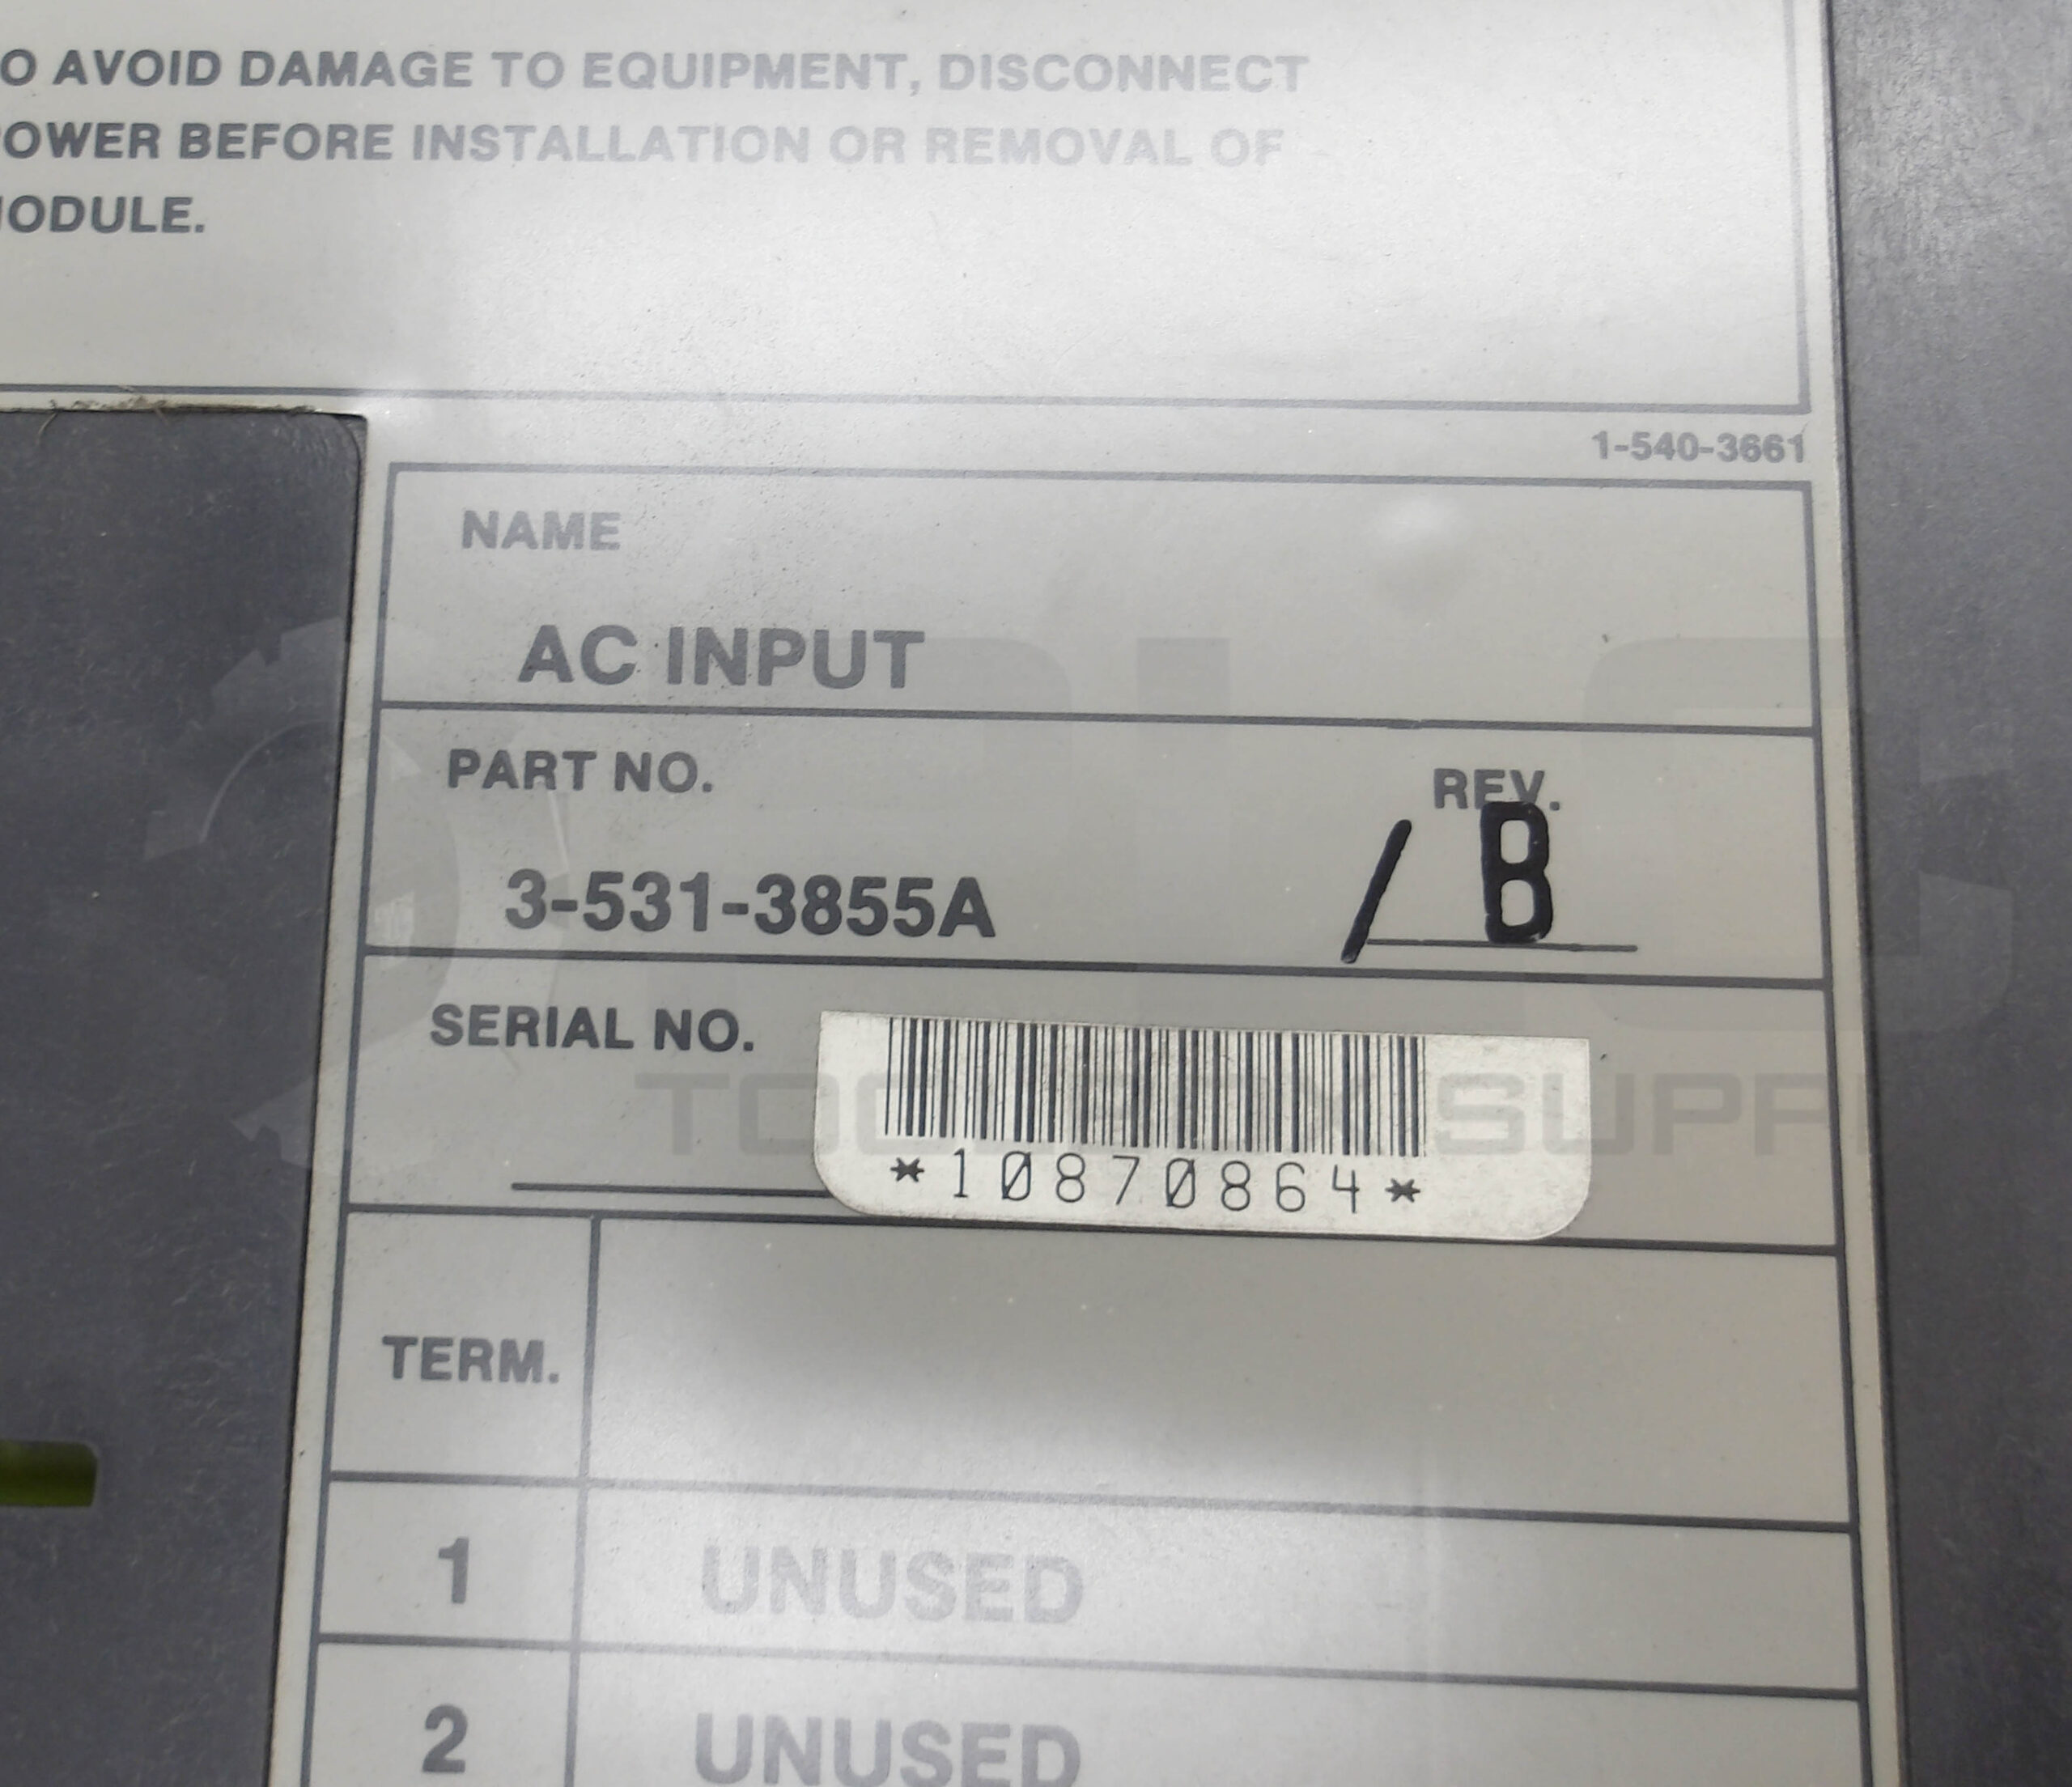 O AVOID DAMAGE TO EQUIPMENT, DISCONNECT
OWER BEFORE INSTALLATION OR REMOVAL OF
ODULE.
1-540-3661
NAME
AC INPUT
PART NO.
REV.
3-531-3855A
/ B
SERIAL NO.
*10870864*
TERM.
1 UNUSED
2 UNUSED